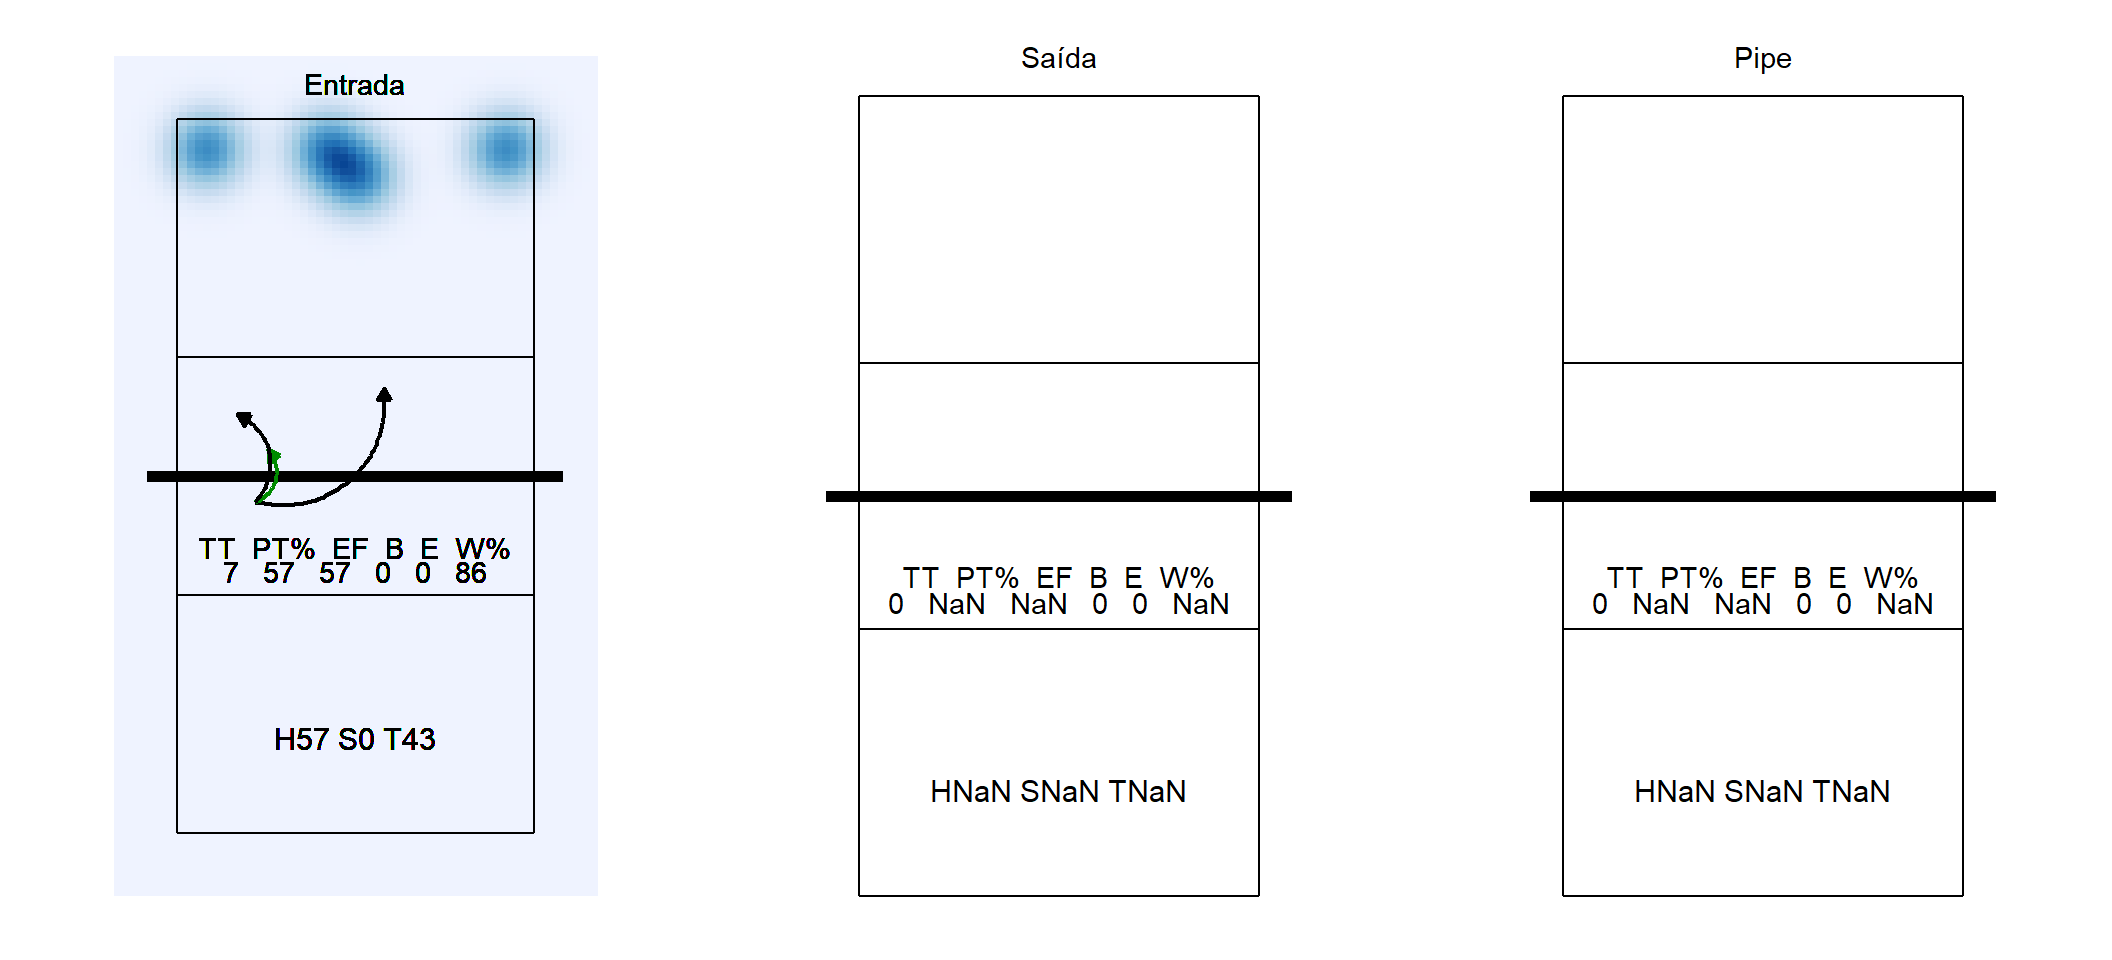 Entrada
TT PT% EF B E W%
7 57 57 0 0 86
H57 S0 T43
Saída
TT PT% EF B E W%
0 NaN NaN 0 0 NaN
HNaN SNaN TNaN
Pipe
TT PT% EF B E W%
0 NaN NaN 0 0 NaN
HNaN SNaN TNaN